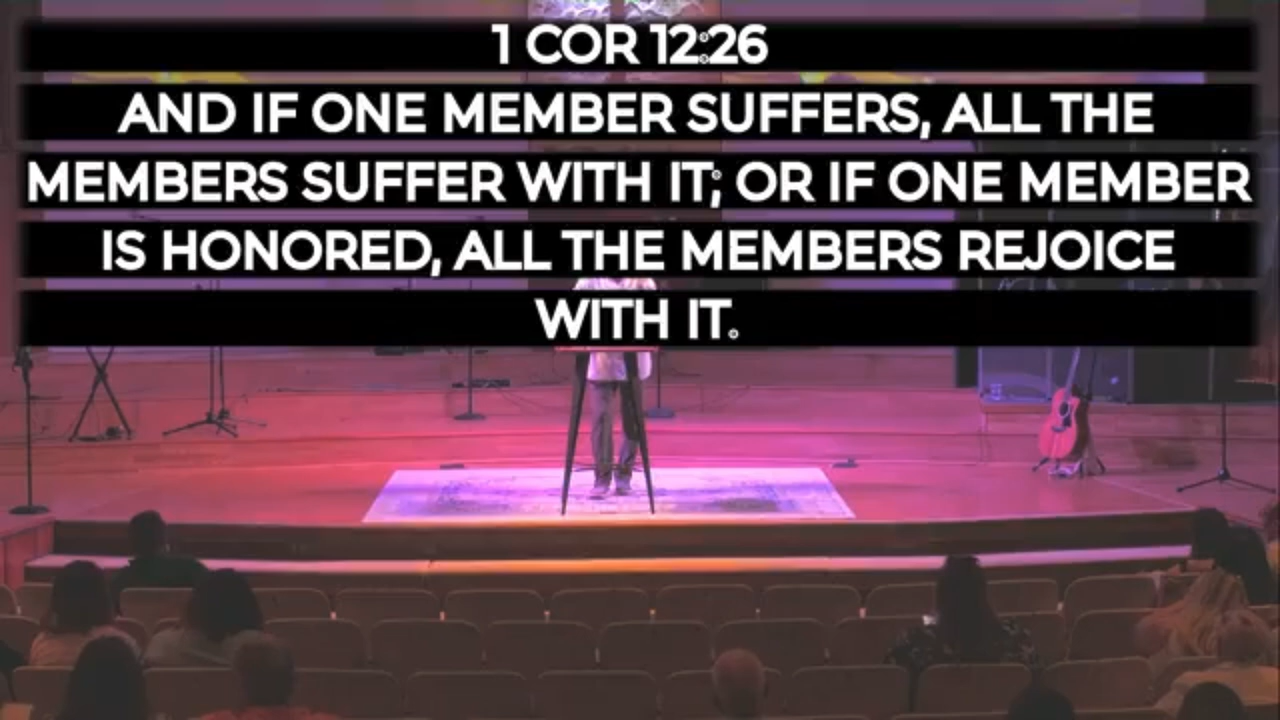 1 COR 12:26
AND IF ONE MEMBER SUFFERS, ALL THE
MEMBERS SUFFER WITH IT; OR IF ONE MEMBER
IS HONORED, ALL THE MEMBERS REJOICE
WITH IT.